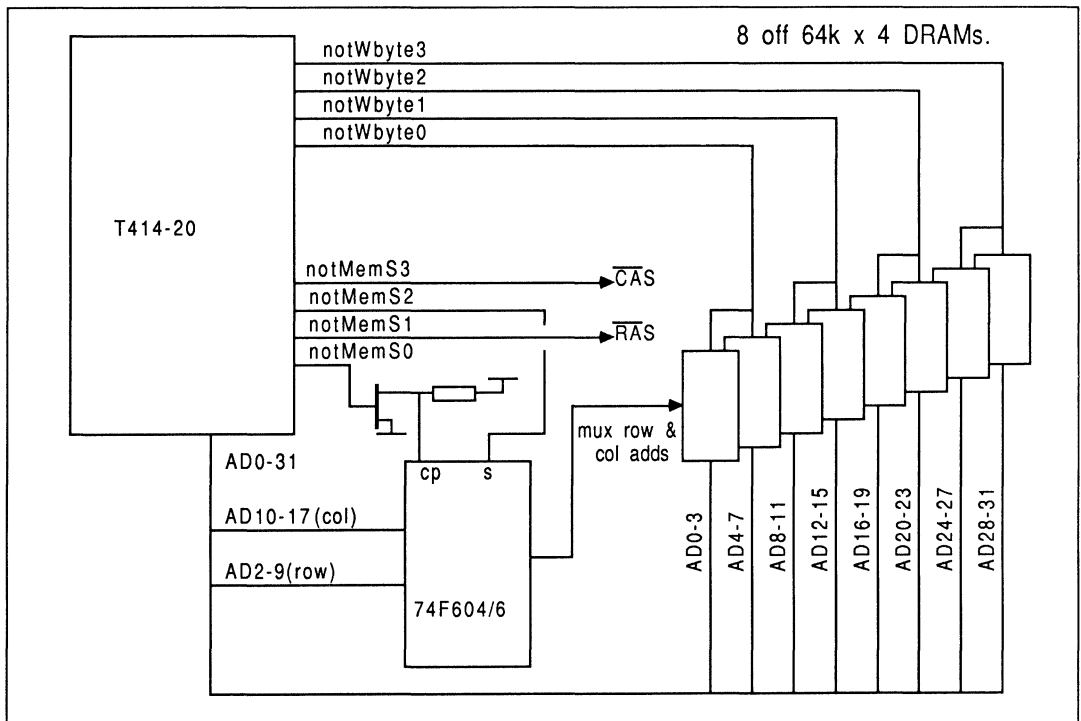 8 off 64k x 4 DRAMs.
notWbyte3
notWbyte2
notWbyte1
notWbyte0
T414-20
notMemS3
CAS
notMemS2
notMemS1
RAS
notMemS0
mux row &
col adds
AD0-31
cp
s
AD10-17(col)
AD2-9(row)
74F604/6
AD0-3
AD4-7
AD8-11
AD12-15
AD16-19
AD20-23
AD24-27
AD28-31